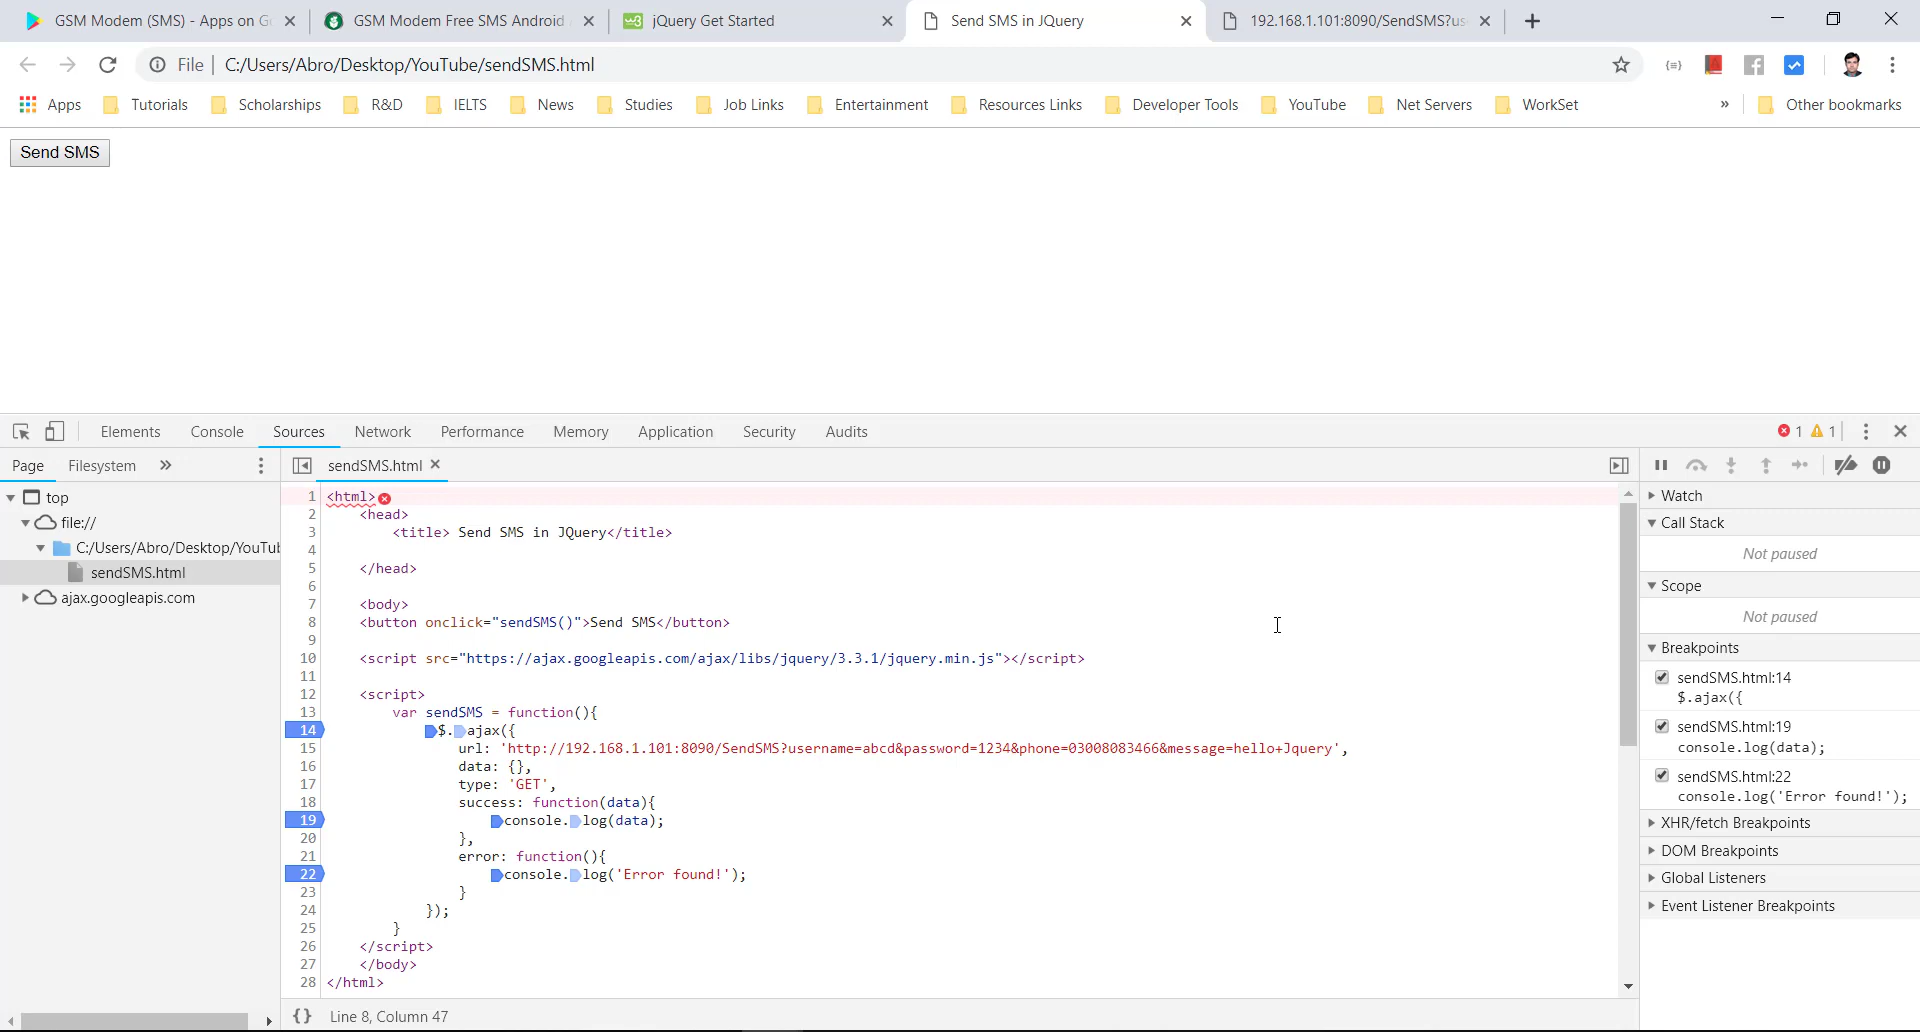 GSM Modem (SMS) - Apps on G
GSM Modem Free SMS Android
jQuery Get Started
Send SMS in JQuery
192.168.1.101:8090/SendSMS?us
File
C:/Users/Abro/Desktop/YouTube/sendSMS.html
Apps
Tutorials
Scholarships
R&D
IELTS
News
Studies
Job Links
Entertainment
Resources Links
Developer Tools
YouTube
Net Servers
WorkSet
»
Other bookmarks
Send SMS
Elements
Console
Sources
Network
Performance
Memory
Application
Security
Audits
1
1
Page
Filesystem
»
sendSMS.html
top
file://
C:/Users/Abro/Desktop/YouTu
sendSMS.html
ajax.googleapis.com
1 <html>
2 <head>
3 <title> Send SMS in JQuery</title>
4
5 </head>
6
7 <body>
8 <button onclick="sendSMS()">Send SMS</button>
9
10 <script src="https://ajax.googleapis.com/ajax/libs/jquery/3.3.1/jquery.min.js"></script>
11
12 <script>
13 var sendSMS = function(){
14 $.ajax({
15 url: 'http://192.168.1.101:8090/SendSMS?username=abcd&password=1234&phone=03008083466&message=hello+Jquery',
16 data: {},
17 type: 'GET',
18 success: function(data){
19 console.log(data);
20 },
21 error: function(){
22 console.log('Error found!');
23 }
24 });
25 }
26 </script>
27 </body>
28 </html>
{} Line 8, Column 47
Watch
Call Stack
Not paused
Scope
Not paused
Breakpoints
sendSMS.html:14
$.ajax({
sendSMS.html:19
console.log(data);
sendSMS.html:22
console.log('Error found!');
XHR/fetch Breakpoints
DOM Breakpoints
Global Listeners
Event Listener Breakpoints